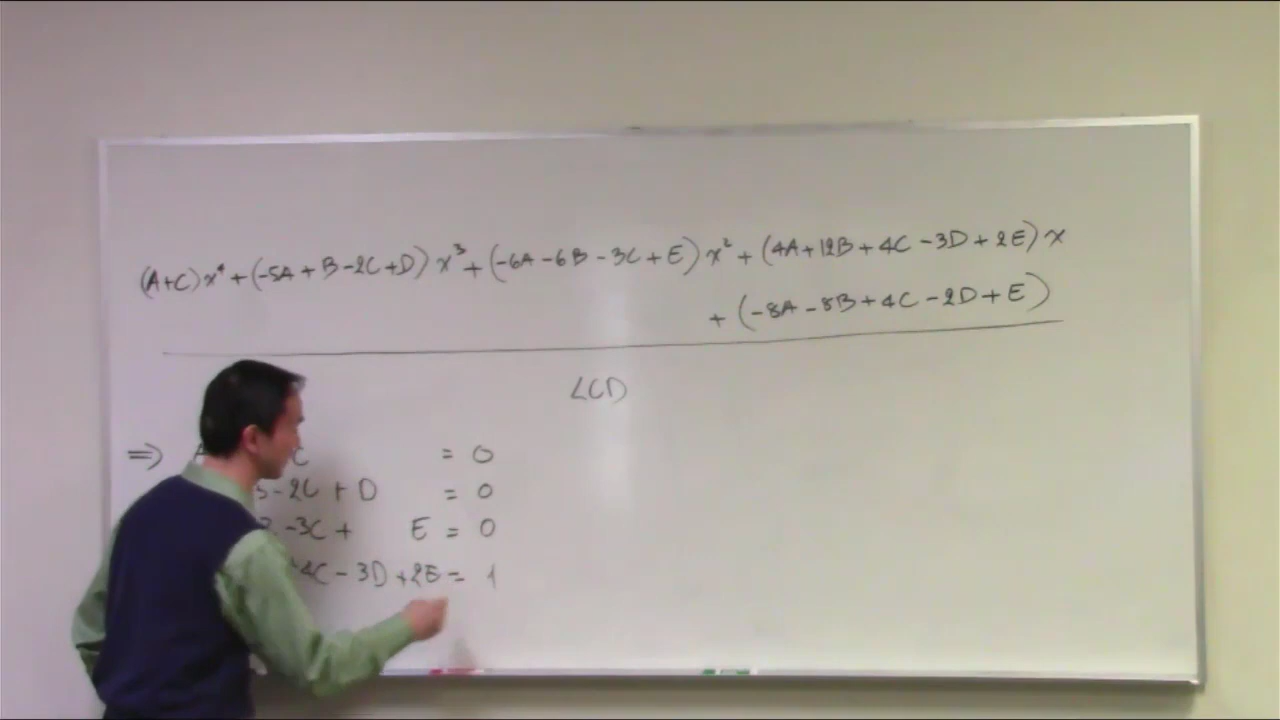 (A+C)x⁴+(-5A+B-2C+D)x³+(-6A-6B-3C+E)x²+(4A+12B+4C-3D+2E)x
+(-8A-8B+4C-2D+E)
LCD
⇒ C = 0
-2C+D = 0
-3C+ E = 0
+4C-3D+2E= 1